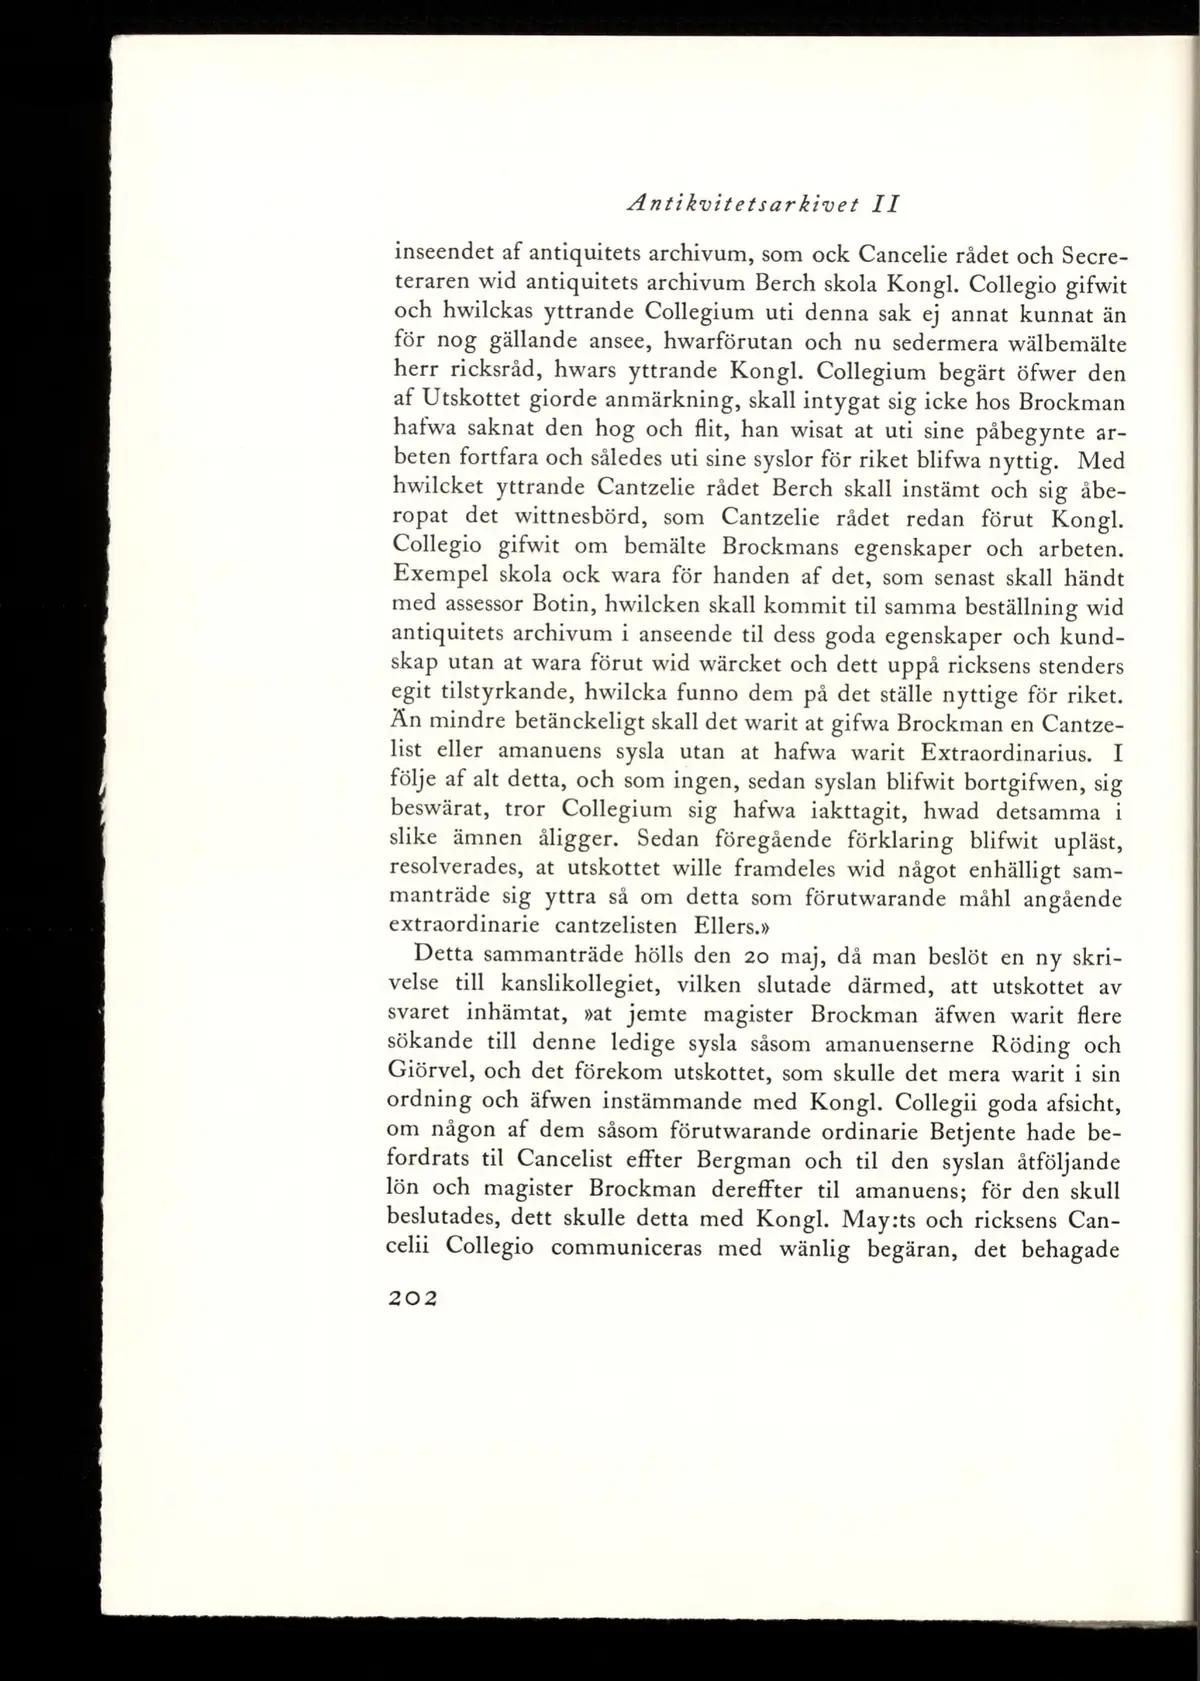 Antikvitetsarkivet II
inseendet af antiquitets archivum, som ock Cancelie rådet och Secre-
teraren wid antiquitets archivum Berch skola Kongl. Collegio gifwit
och hwilckas yttrande Collegium uti denna sak ej annat kunnat än
för nog gällande ansee, hwarförutan och nu sedermera wälbemälte
herr ricksråd, hwars yttrande Kongl. Collegium begärt öfwer den
af Utskottet giorde anmärkning, skall intygat sig icke hos Brockman
hafwa saknat den hog och flit, han wisat at uti sine påbegynte ar-
beten fortfara och således uti sine syslor för riket blifwa nyttig. Med
hwilcket yttrande Cantzelie rådet Berch skall instämt och sig åbe-
ropat det wittnesbörd, som Cantzelie rådet redan förut Kongl.
Collegio gifwit om bemälte Brockmans egenskaper och arbeten.
Exempel skola ock wara för handen af det, som senast skall händt
med assessor Botin, hwilcken skall kommit til samma beställning wid
antiquitets archivum i anseende til dess goda egenskaper och kund-
skap utan at wara förut wid wärcket och dett uppå ricksens stenders
egit tilstyrkande, hwilcka funno dem på det ställe nyttige för riket.
Än mindre betänckeligt skall det warit at gifwa Brockman en Cantze-
list eller amanuens sysla utan at hafwa warit Extraordinarius. I
följe af alt detta, och som ingen, sedan syslan blifwit bortgifwen, sig
beswärat, tror Collegium sig hafwa iakttagit, hwad detsamma i
slike ämnen åligger. Sedan föregående förklaring blifwit upläst,
resolverades, at utskottet wille framdeles wid något enhälligt sam-
manträde sig yttra så om detta som förutwarande måhl angående
extraordinarie cantzelisten Ellers.»
Detta sammanträde hölls den 20 maj, då man beslöt en ny skri-
velse till kanslikollegiet, vilken slutade därmed, att utskottet av
svaret inhämtat, »at jemte magister Brockman äfwen warit flere
sökande till denne ledige sysla såsom amanuenserne Röding och
Giörvel, och det förekom utskottet, som skulle det mera warit i sin
ordning och äfwen instämmande med Kongl. Collegii goda afsicht,
om någon af dem såsom förutwarande ordinarie Betjente hade be-
fordrats til Cancelist effter Bergman och til den syslan åtföljande
lön och magister Brockman dereffter til amanuens; för den skull
beslutades, dett skulle detta med Kongl. May:ts och ricksens Can-
celii Collegio communiceras med wänlig begäran, det behagade
202